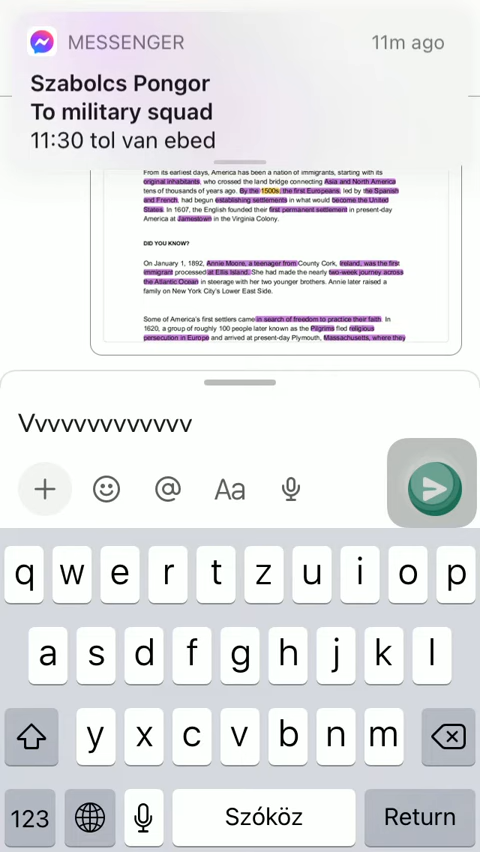 MESSENGER 11m ago
Szabolcs Pongor
To military squad
11:30 tol van ebed
From its earliest days, America has been a nation of immigrants, starting with its
original inhabitants, who crossed the land bridge connecting Asia and North America
tens of thousands of years ago. By the 1500s, the first Europeans, led by the Spanish
and French, had begun establishing settlements in what would become the United
States. In 1607, the English founded their first permanent settlement in present-day
America at Jamestown in the Virginia Colony.
DID YOU KNOW?
On January 1, 1892, Annie Moore, a teenager from County Cork, Ireland, was the first
immigrant processed at Ellis Island. She had made the nearly two-week journey across
the Atlantic Ocean in steerage with her two younger brothers. Annie later raised a
family on New York City's Lower East Side.
Some of America's first settlers came in search of freedom to practice their faith. In
1620, a group of roughly 100 people later known as the Pilgrims fled religious
persecution in Europe and arrived at present-day Plymouth, Massachusetts, where they
Vvvvvvvvvvvvv
@ Aa
q w e r t z u i o p
a s d f g h j k l
y x c v b n m
123 Szóköz Return